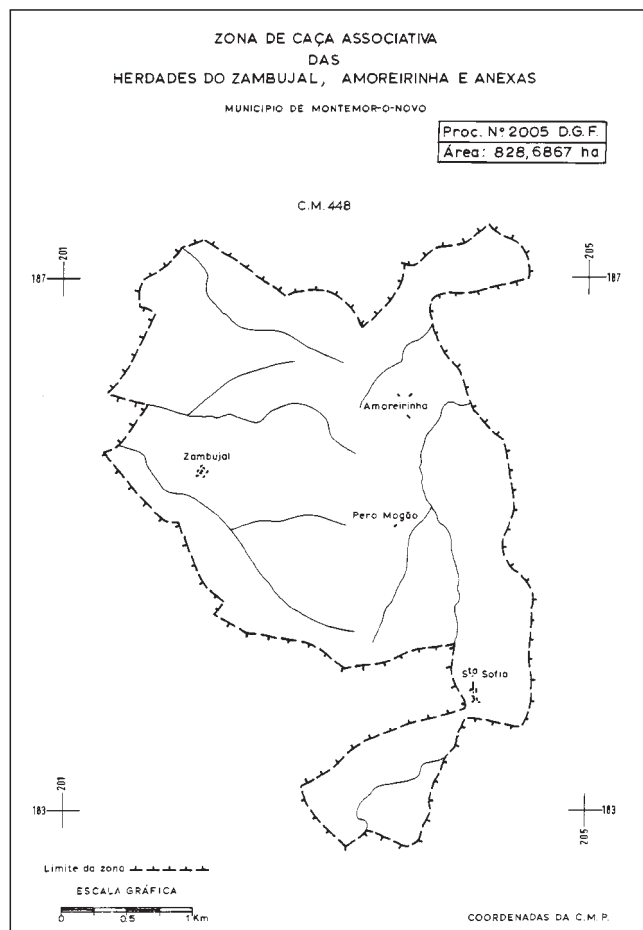 ZONA DE CAÇA ASSOCIATIVA
DAS
HERDADES DO ZAMBUJAL, AMOREIRINHA E ANEXAS
MUNICIPIO DE MONTEMOR-O-NOVO
Proc. Nº 2005 D.G.F.
Área: 828,6867 ha
C.M. 448
201
205
187
187
Amoreirinha
Zambujal
Pero Mogão
Sta Sofia
201
183
183
205
Limite da zona
ESCALA GRÁFICA
0 0.5 1 Km
COORDENADAS DA C.M.P.